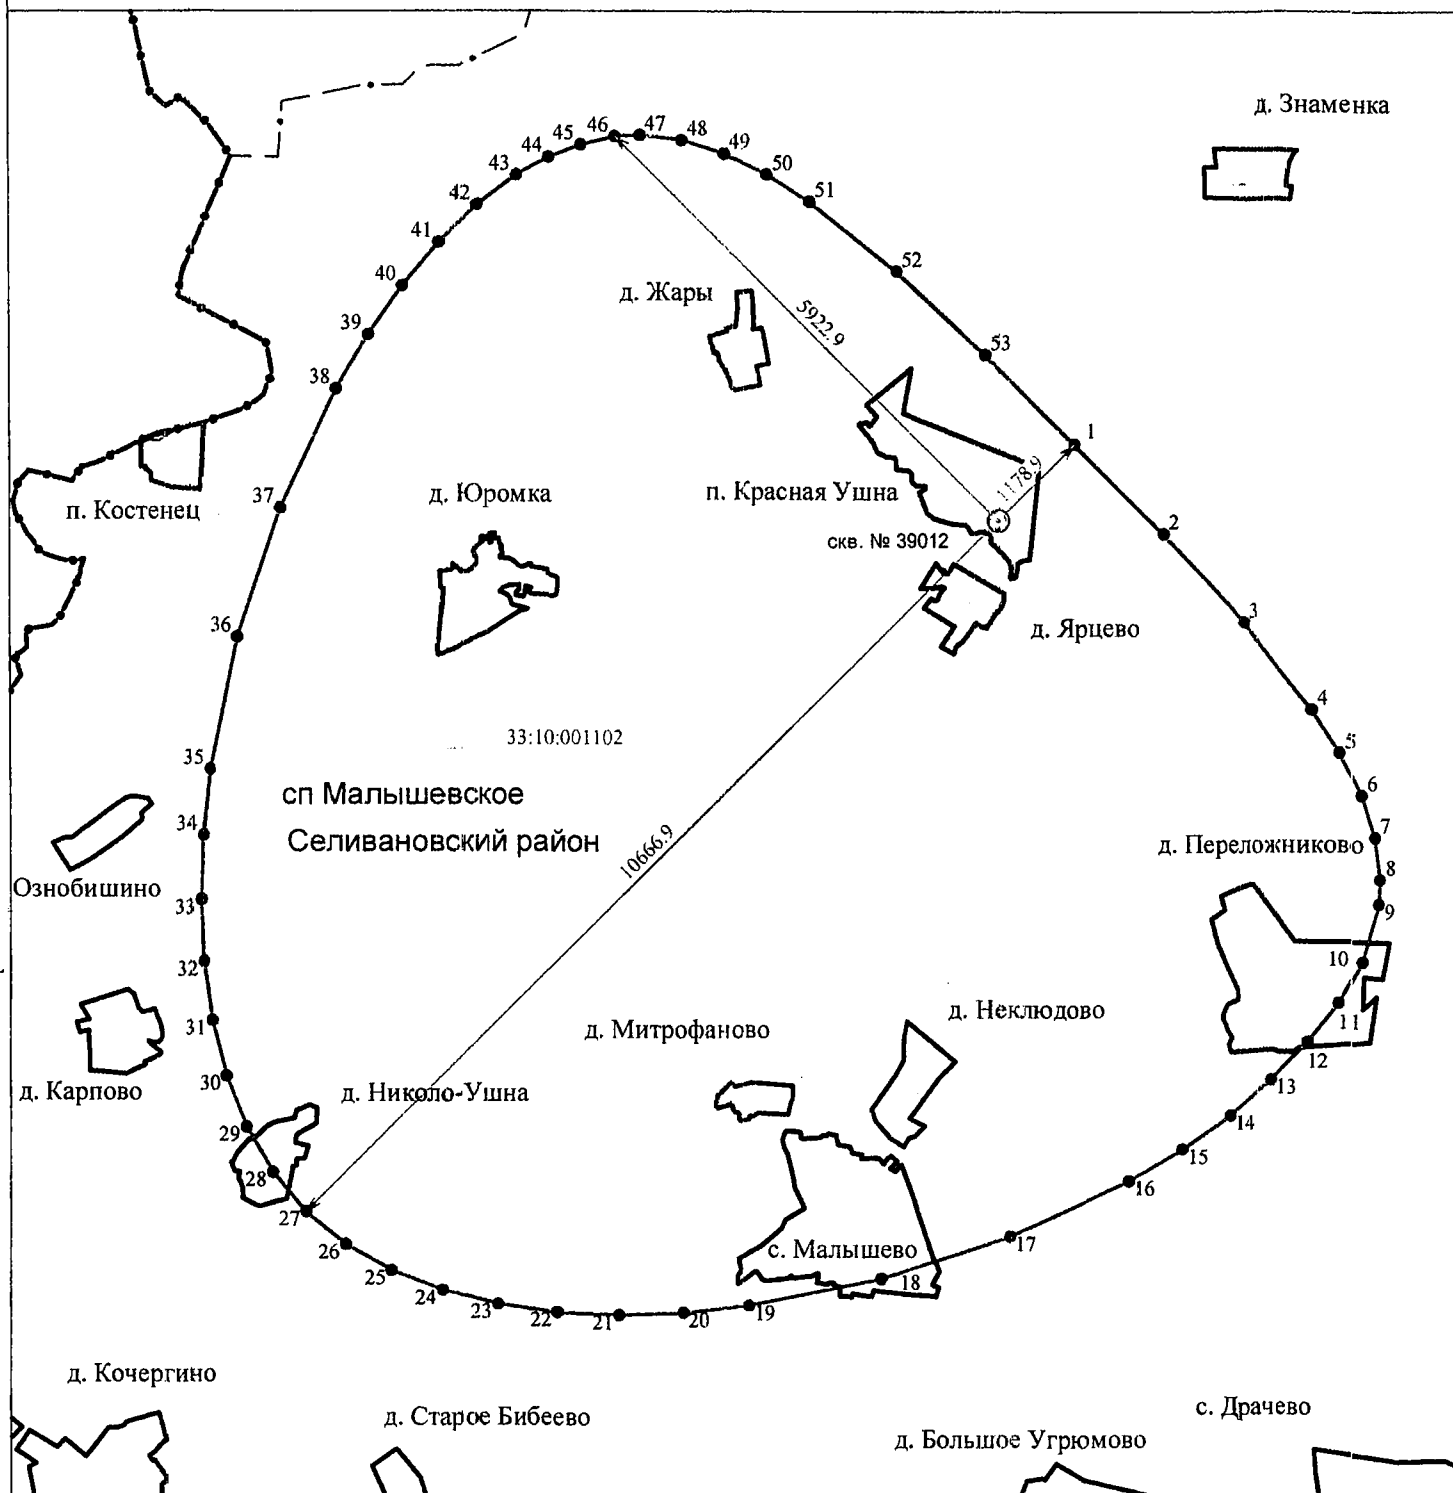 д. Знаменка
46
47
45
48
44
49
43
50
42
51
41
52
40
д. Жары
5922.9
39
53
38
1
1178.9
37
п. Костенец
д. Юромка
п. Красная Ушна
2
скв. № 39012
36
3
д. Ярцево
4
33:10:001102
5
35
сп Малышевское
6
34
Селивановский район
10666.9
7
д. Переложниково
8
Ознобишино
33
9
32
10
31
д. Митрофаново
д. Неклюдово
11
12
30
13
д. Карпово
д. Николо-Ушна
29
14
28
15
16
27
26
с. Малышево
17
25
18
24
23
22
21
20
19
д. Кочергино
д. Старое Бибеево
с. Драчево
д. Большое Угрюмово